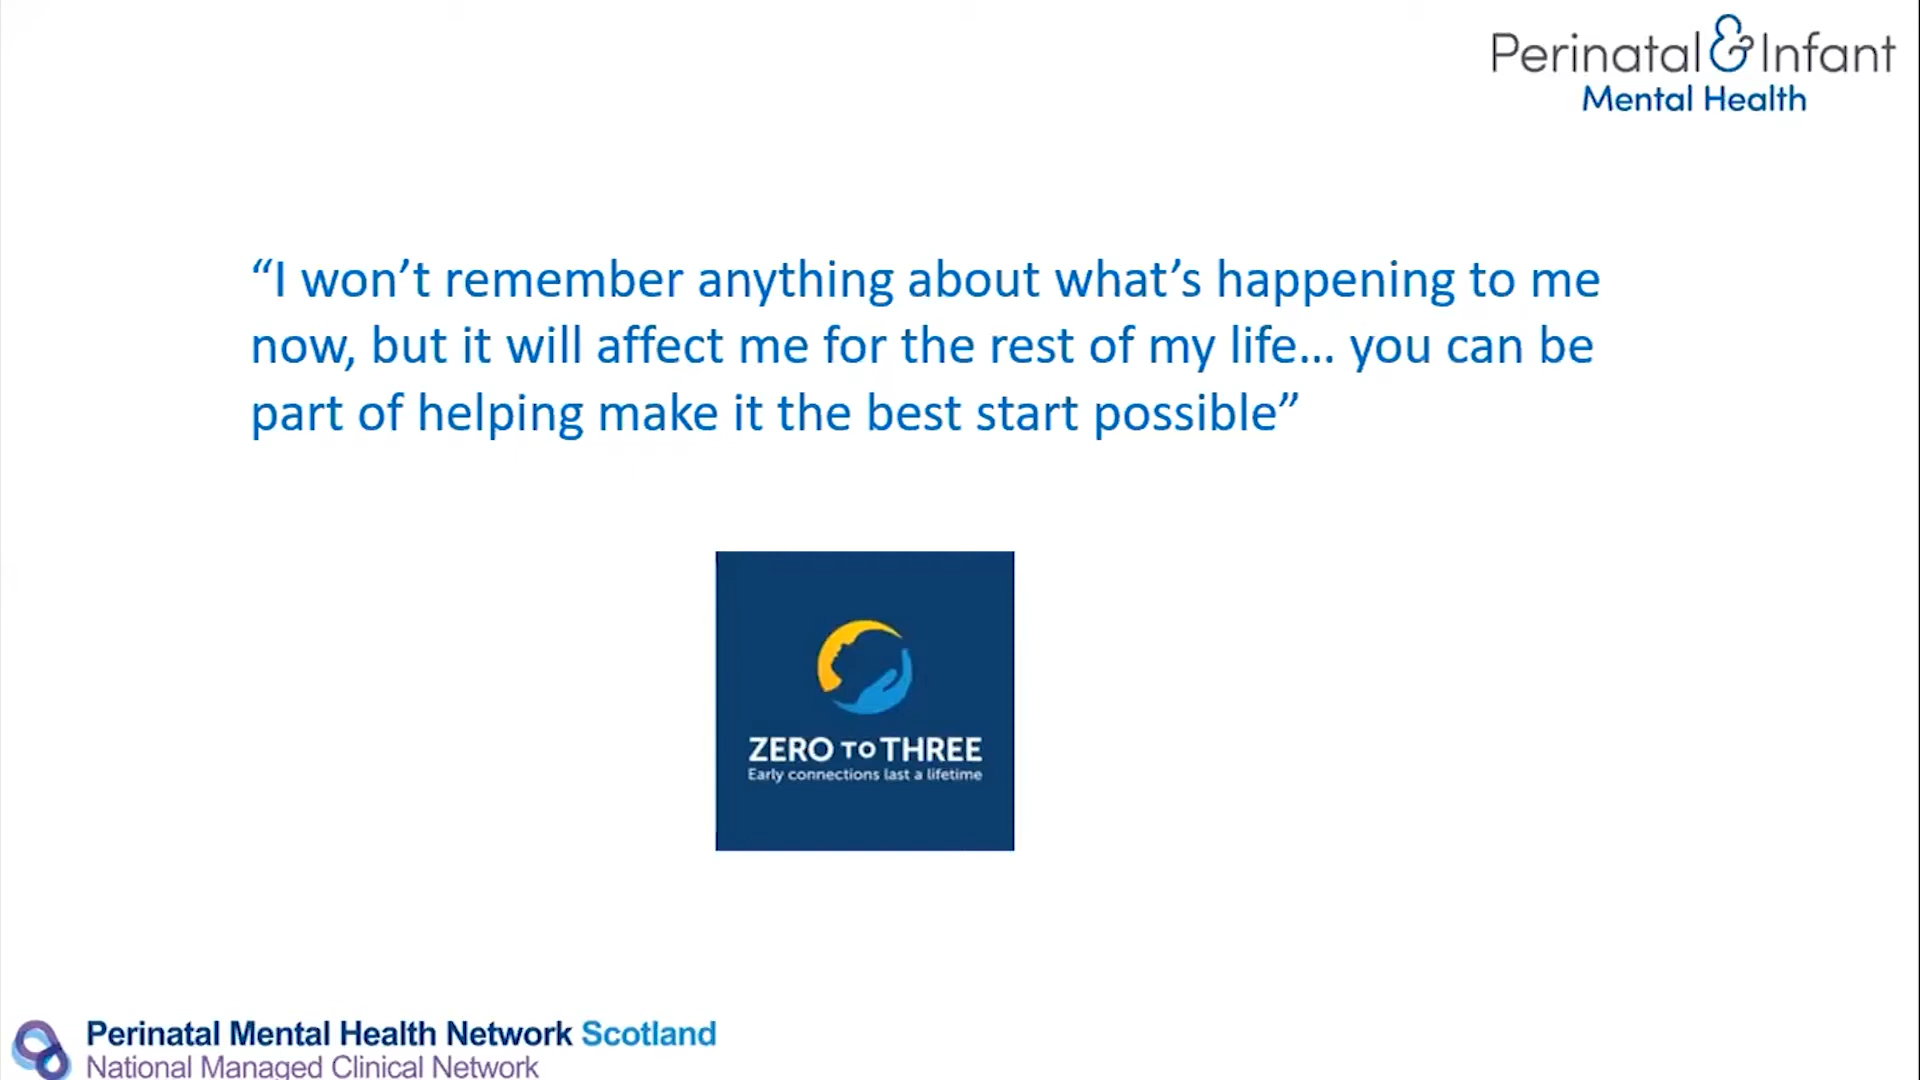 Perinatal & Infant
Mental Health
“I won’t remember anything about what’s happening to me
now, but it will affect me for the rest of my life… you can be
part of helping make it the best start possible”
ZERO TO THREE
Early connections last a lifetime
Perinatal Mental Health Network Scotland
National Managed Clinical Network